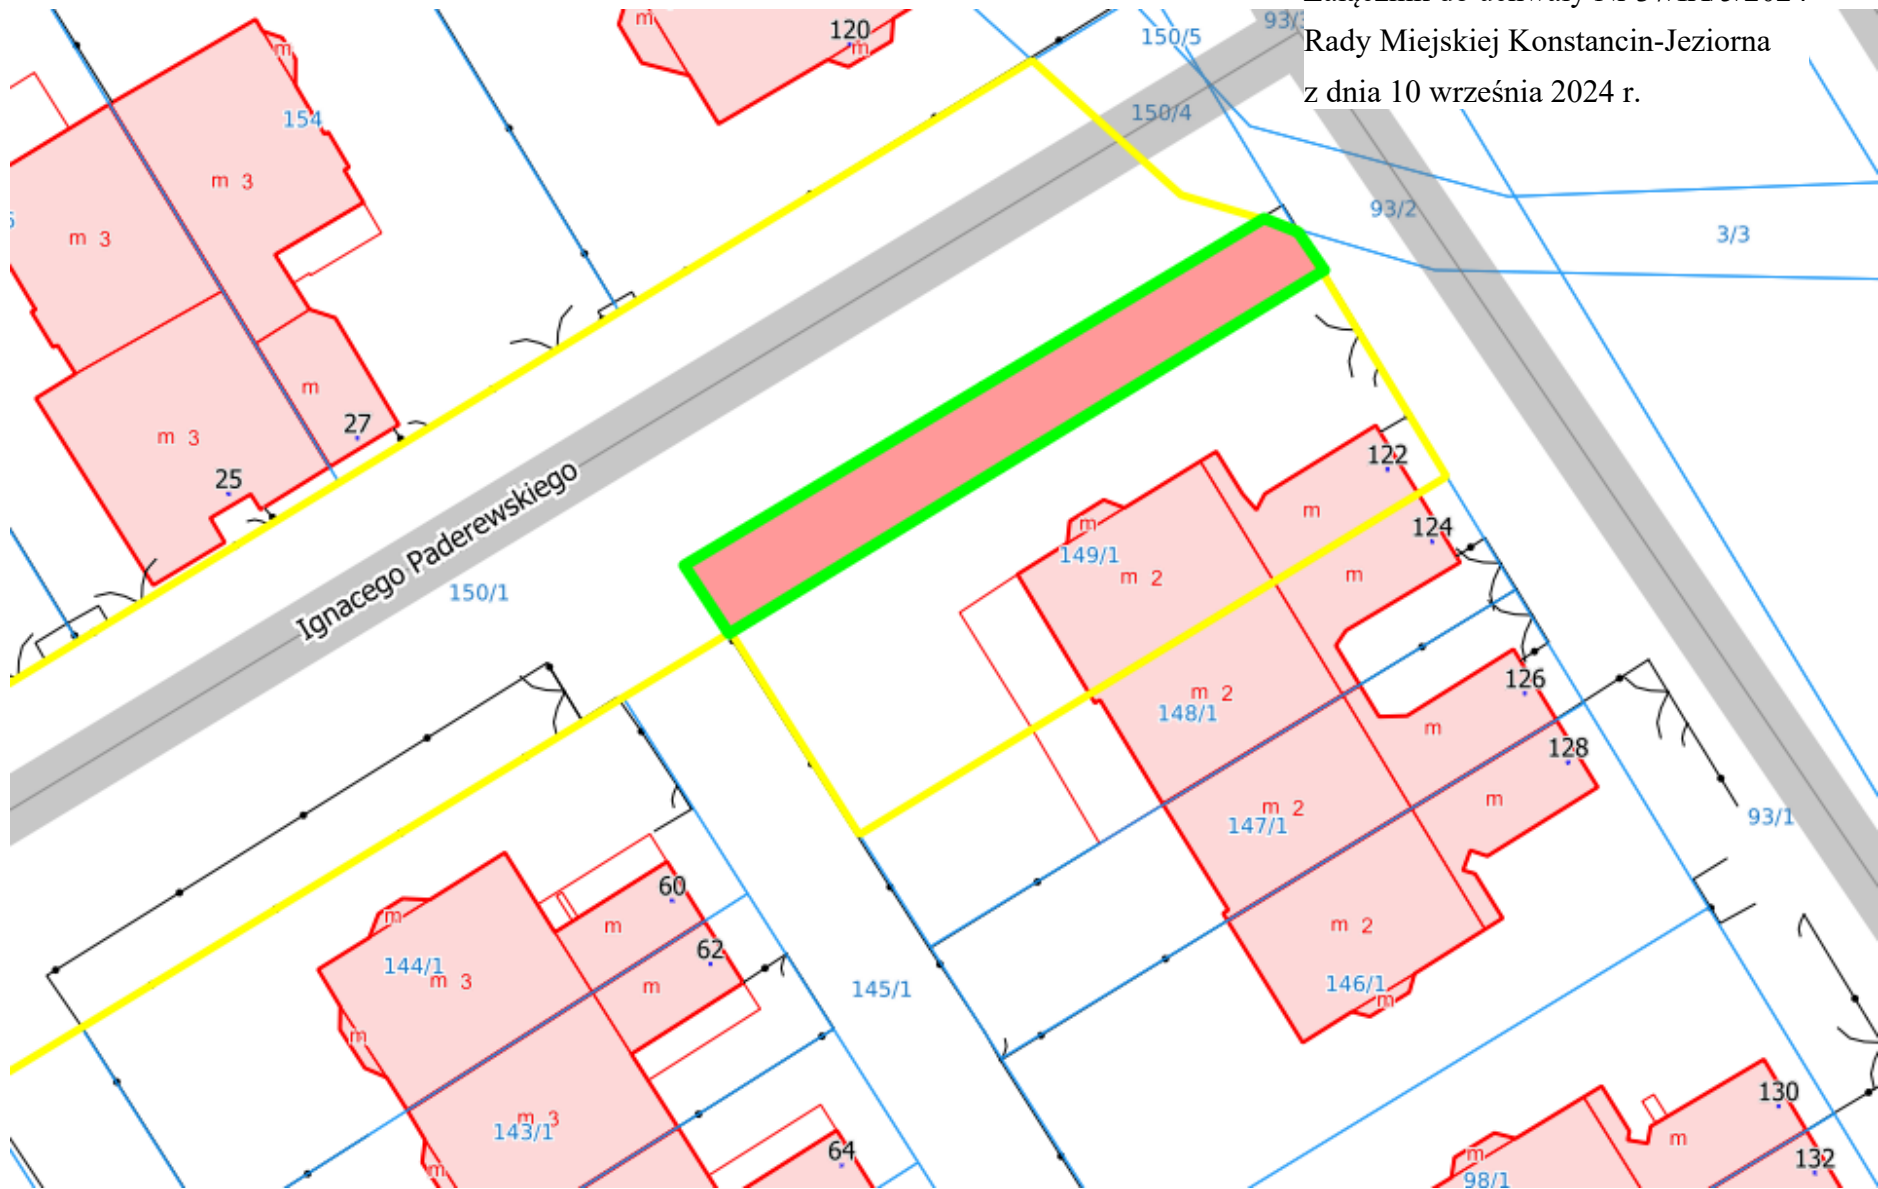 Rady Miejskiej Konstancin-Jeziorna
z dnia 10 września 2024 r.
93/3
150/5
120
m
m
150/4
154
m 3
m
93/2
3/3
m 3
m
27
m 3
25
Ignacego Paderewskiego
150/1
122
m
124
m
149/1
m 2
m
m 2
148/1
126
m
128
m 2
147/1
m
93/1
60
m
m
62
144/1
m 3
m
m
145/1
m 2
146/1
m
m 3
143/1
64
m
130
m
132
m
98/1